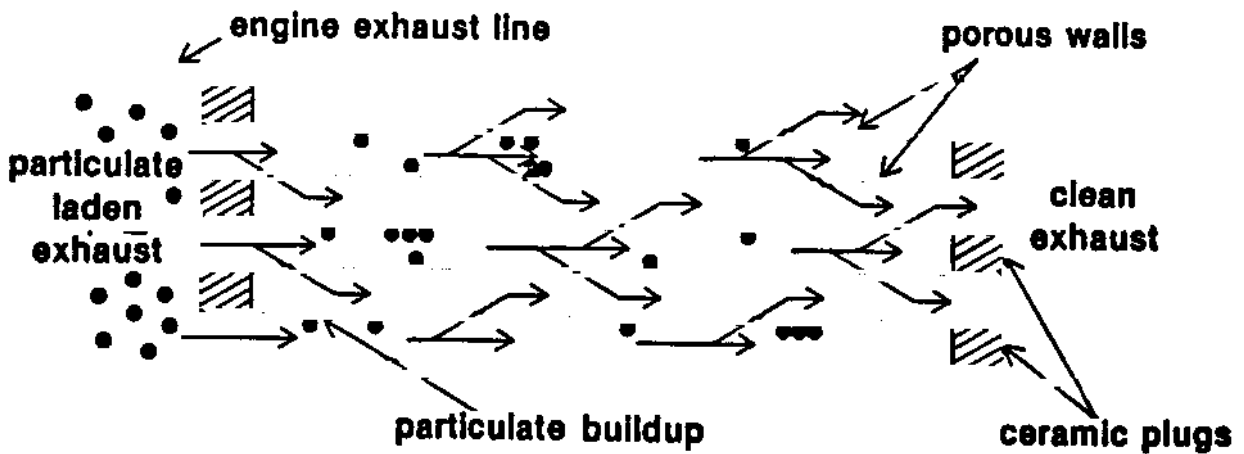 engine exhaust line
porous walls
particulate
laden
exhaust
clean
exhaust
particulate buildup
ceramic plugs